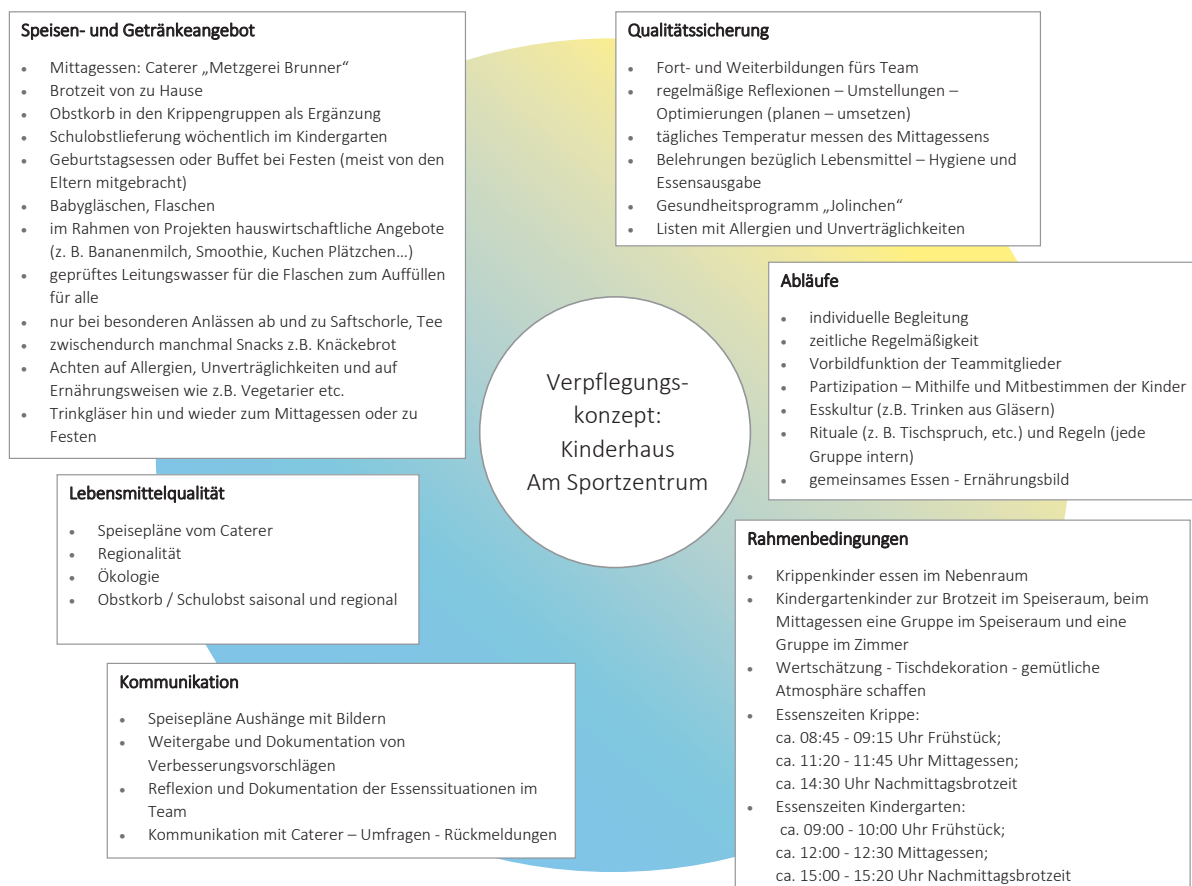 Speisen- und Getränkeangebot
• Mittagessen: Caterer „Metzgerei Brunner“
• Brotzeit von zu Hause
• Obstkorb in den Krippengruppen als Ergänzung
• Schulobstlieferung wöchentlich im Kindergarten
• Geburtstagsessen oder Buffet bei Festen (meist von den
Eltern mitgebracht)
• Babygläschen, Flaschen
• im Rahmen von Projekten hauswirtschaftliche Angebote
(z. B. Bananenmilch, Smoothie, Kuchen Plätzchen…)
• geprüftes Leitungswasser für die Flaschen zum Auffüllen
für alle
• nur bei besonderen Anlässen ab und zu Saftschorle, Tee
• zwischendurch manchmal Snacks z.B. Knäckebrot
• Achten auf Allergien, Unverträglichkeiten und auf
Ernährungsweisen wie z.B. Vegetarier etc.
• Trinkgläser hin und wieder zum Mittagessen oder zu
Festen
Qualitätssicherung
• Fort- und Weiterbildungen fürs Team
• regelmäßige Reflexionen – Umstellungen –
Optimierungen (planen – umsetzen)
• tägliches Temperatur messen des Mittagessens
• Belehrungen bezüglich Lebensmittel – Hygiene und
Essensausgabe
• Gesundheitsprogramm „Jolinchen“
• Listen mit Allergien und Unverträglichkeiten
Abläufe
• individuelle Begleitung
• zeitliche Regelmäßigkeit
• Vorbildfunktion der Teammitglieder
• Partizipation – Mithilfe und Mitbestimmen der Kinder
• Esskultur (z.B. Trinken aus Gläsern)
• Rituale (z. B. Tischspruch, etc.) und Regeln (jede
Gruppe intern)
• gemeinsames Essen - Ernährungsbild
Verpflegungs-
konzept:
Kinderhaus
Am Sportzentrum
Lebensmittelqualität
• Speisepläne vom Caterer
• Regionalität
• Ökologie
• Obstkorb / Schulobst saisonal und regional
Rahmenbedingungen
• Krippenkinder essen im Nebenraum
• Kindergartenkinder zur Brotzeit im Speiseraum, beim
Mittagessen eine Gruppe im Speiseraum und eine
Gruppe im Zimmer
• Wertschätzung - Tischdekoration - gemütliche
Atmosphäre schaffen
• Essenszeiten Krippe:
ca. 08:45 - 09:15 Uhr Frühstück;
ca. 11:20 - 11:45 Uhr Mittagessen;
ca. 14:30 Uhr Nachmittagsbrotzeit
• Essenszeiten Kindergarten:
ca. 09:00 - 10:00 Uhr Frühstück;
ca. 12:00 - 12:30 Mittagessen;
ca. 15:00 - 15:20 Uhr Nachmittagsbrotzeit
Kommunikation
• Speisepläne Aushänge mit Bildern
• Weitergabe und Dokumentation von
Verbesserungsvorschlägen
• Reflexion und Dokumentation der Essenssituationen im
Team
• Kommunikation mit Caterer – Umfragen - Rückmeldungen